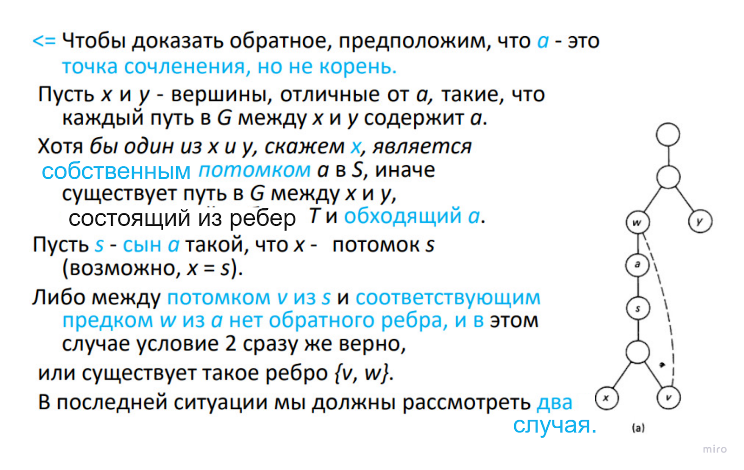 <= Чтобы доказать обратное, предположим, что a - это
точка сочленения, но не корень.
Пусть x и y - вершины, отличные от a, такие, что
каждый путь в G между x и y содержит a.
Хотя бы один из x и y, скажем x, является
собственным потомком a в S, иначе
существует путь в G между x и y,
состоящий из ребер T и обходящий a.
Пусть s - сын a такой, что x - потомок s
(возможно, x = s).
Либо между потомком v из s и соответствующим
предком w из a нет обратного ребра, и в этом
случае условие 2 сразу же верно,
или существует такое ребро {v, w}.
В последней ситуации мы должны рассмотреть два
случая.
w
y
a
s
x
v
(a)
miro